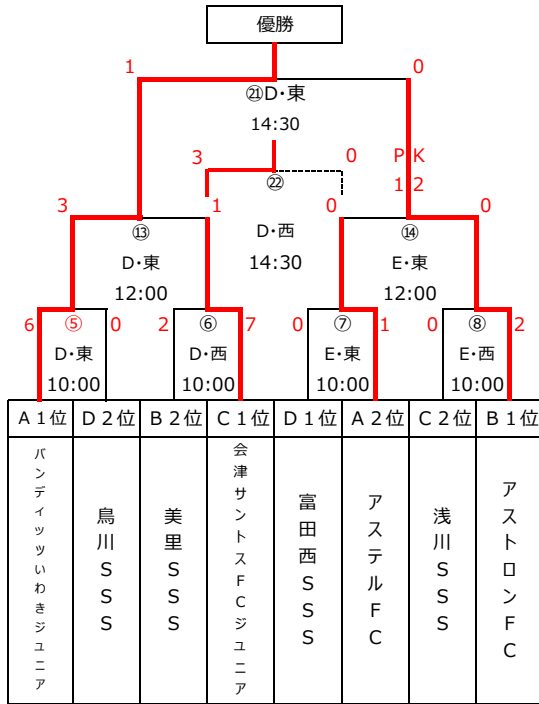 優勝
1 0
㉑D・東
14:30
3 0 PK
㉒ 1 2
3 1 0 0
⑬ D・西 ⑭
D・東 14:30 E・東
12:00 12:00
6 ⑤ 0 2 ⑥ 7 0 ⑦ 1 0 ⑧ 2
D・東 D・西 E・東 E・西
10:00 10:00 10:00 10:00
A1位 D2位 B2位 C1位 D1位 A2位 C2位 B1位
バンディッツいわきジュニア
鳥川SSS
美里SSS
会津サントスFCジュニア
富田西SSS
アステルFC
浅川SSS
アストロンFC